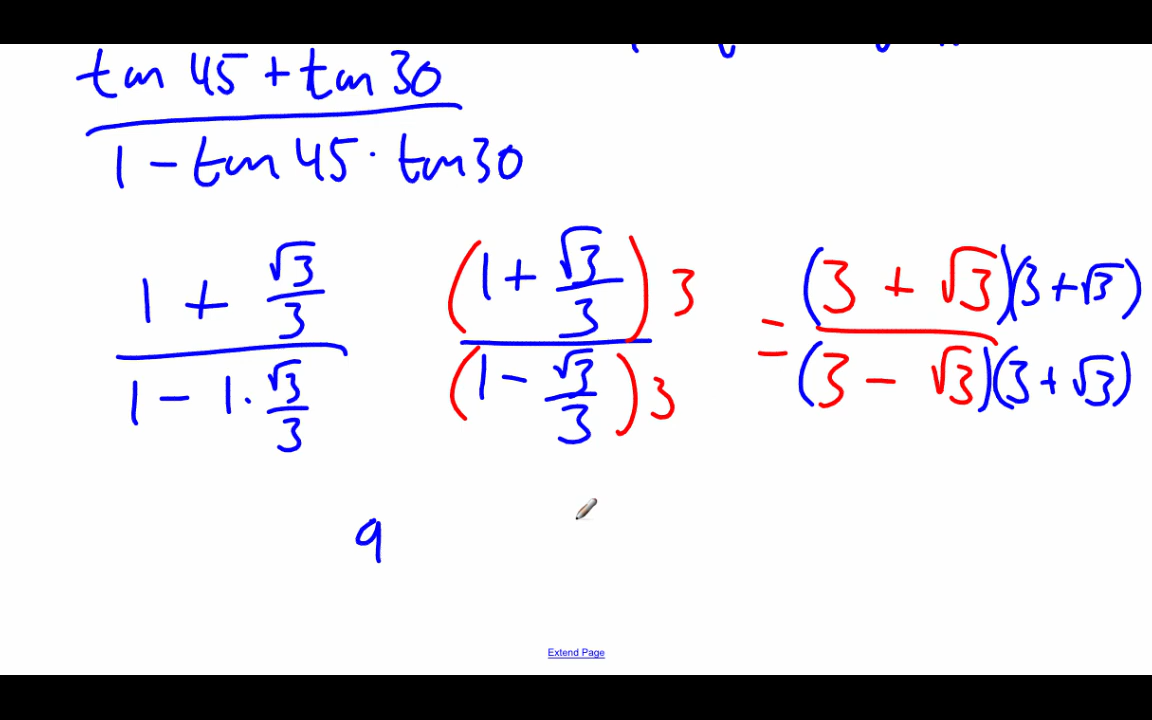 tan 45 + tan 30
1 - tan 45 · tan 30
1 + √3/3
1 - 1 · √3/3
(1 + √3/3) 3
(1 - √3/3) 3
= (3 + √3)(3 + √3)
(3 - √3)(3 + √3)
9
Extend Page